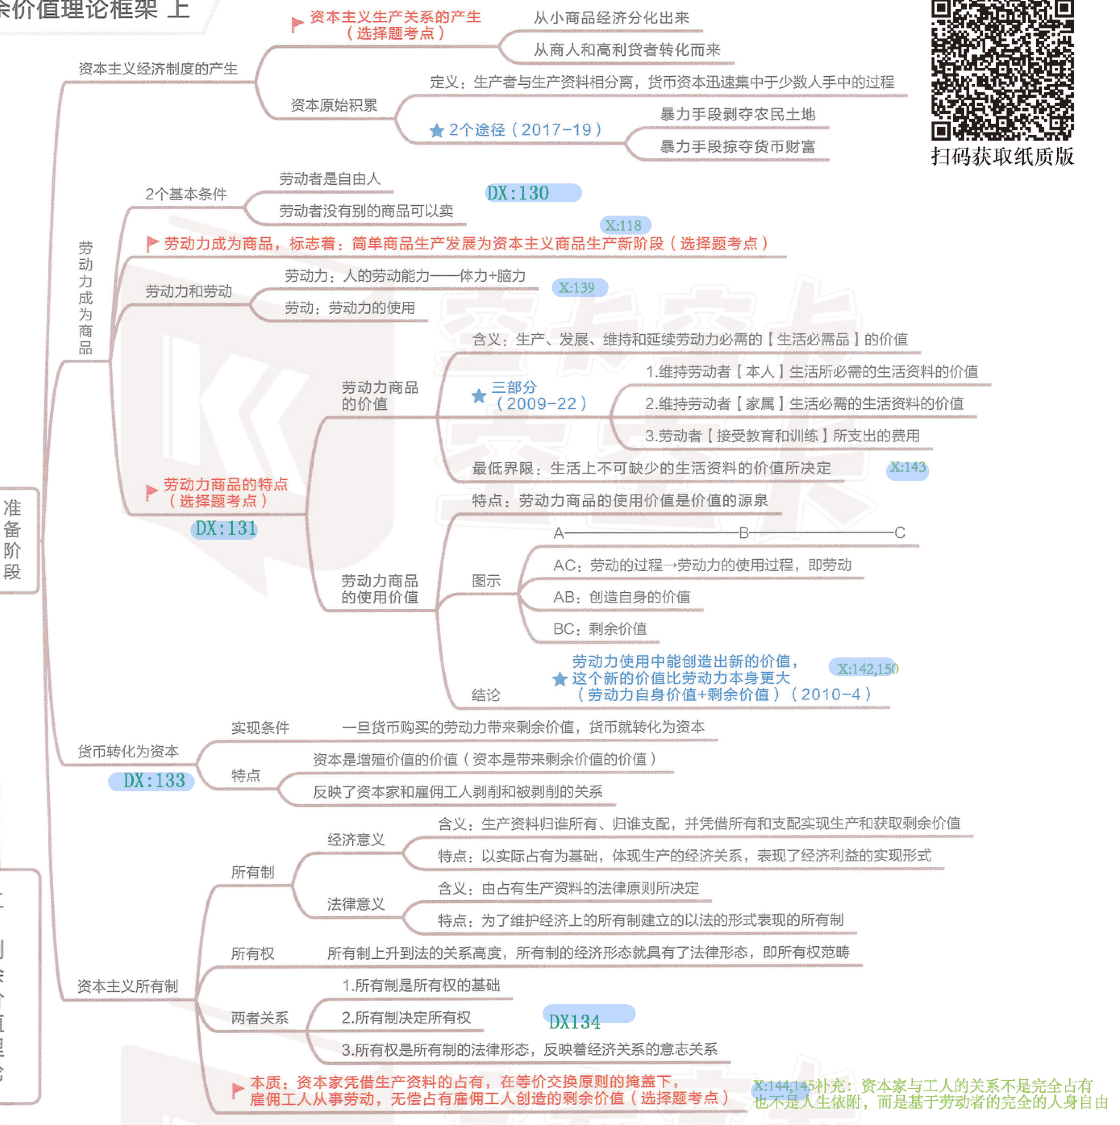 余价值理论框架 上
扫码获取纸质版
准
备
阶
段
资本主义经济制度的产生
资本主义生产关系的产生
（选择题考点）
从小商品经济分化出来
从商人和高利贷者转化而来
资本原始积累
定义：生产者与生产资料相分离，货币资本迅速集中于少数人手中的过程
2个途径（2017-19）
暴力手段剥夺农民土地
暴力手段掠夺货币财富
劳
动
力
成
为
商
品
2个基本条件
劳动者是自由人
劳动者没有别的商品可以卖
DX:130
X:118
劳动力成为商品，标志着：简单商品生产发展为资本主义商品生产新阶段（选择题考点）
劳动力和劳动
劳动力：人的劳动能力——体力+脑力
劳动：劳动力的使用
X:139
劳动力商品的特点
（选择题考点）
DX:131
劳动力商品
的价值
含义：生产、发展、维持和延续劳动力必需的【生活必需品】的价值
三部分
（2009-22）
1.维持劳动者【本人】生活所必需的生活资料的价值
2.维持劳动者【家属】生活必需的生活资料的价值
3.劳动者【接受教育和训练】所支出的费用
最低界限：生活上不可缺少的生活资料的价值所决定
X:143
劳动力商品
的使用价值
特点：劳动力商品的使用价值是价值的源泉
图示
A————B————C
AC：劳动的过程→劳动力的使用过程，即劳动
AB：创造自身的价值
BC：剩余价值
结论
劳动力使用中能创造出新的价值，
这个新的价值比劳动力本身更大
（劳动力自身价值+剩余价值）（2010-4）
X:142,150
货币转化为资本
DX:133
实现条件
一旦货币购买的劳动力带来剩余价值，货币就转化为资本
特点
资本是增殖价值的价值（资本是带来剩余价值的价值）
反映了资本家和雇佣工人剥削和被剥削的关系
资本主义所有制
所有制
经济意义
含义：生产资料归谁所有、归谁支配，并凭借所有和支配实现生产和获取剩余价值
特点：以实际占有为基础，体现生产的经济关系，表现了经济利益的实现形式
法律意义
含义：由占有生产资料的法律原则所决定
特点：为了维护经济上的所有制建立的以法的形式表现的所有制
所有权
所有制上升到法的关系高度，所有制的经济形态就具有了法律形态，即所有权范畴
两者关系
1.所有制是所有权的基础
2.所有制决定所有权
3.所有权是所有制的法律形态，反映着经济关系的意志关系
DX134
本质：资本家凭借生产资料的占有，在等价交换原则的掩盖下，
雇佣工人从事劳动，无偿占有雇佣工人创造的剩余价值（选择题考点）
X:144,145补充：资本家与工人的关系不是完全占有
也不是人生依附，而是基于劳动者的完全的人身自由